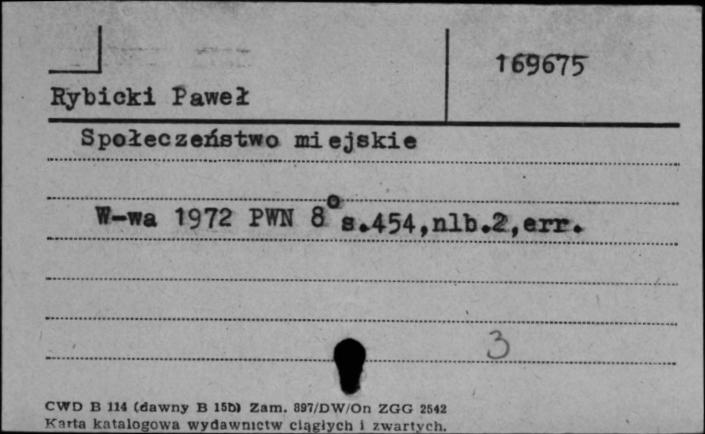 169675
Rybicki Paweł
Społeczeństwo miejskie
W-wa 1972 PWN 8° s.454,nlb.2,err.
3
CWD B 114 (dawny B 15b) Zam. 897/DW/On ZGG 2542
Karta katalogowa wydawnictw ciągłych i zwartych.